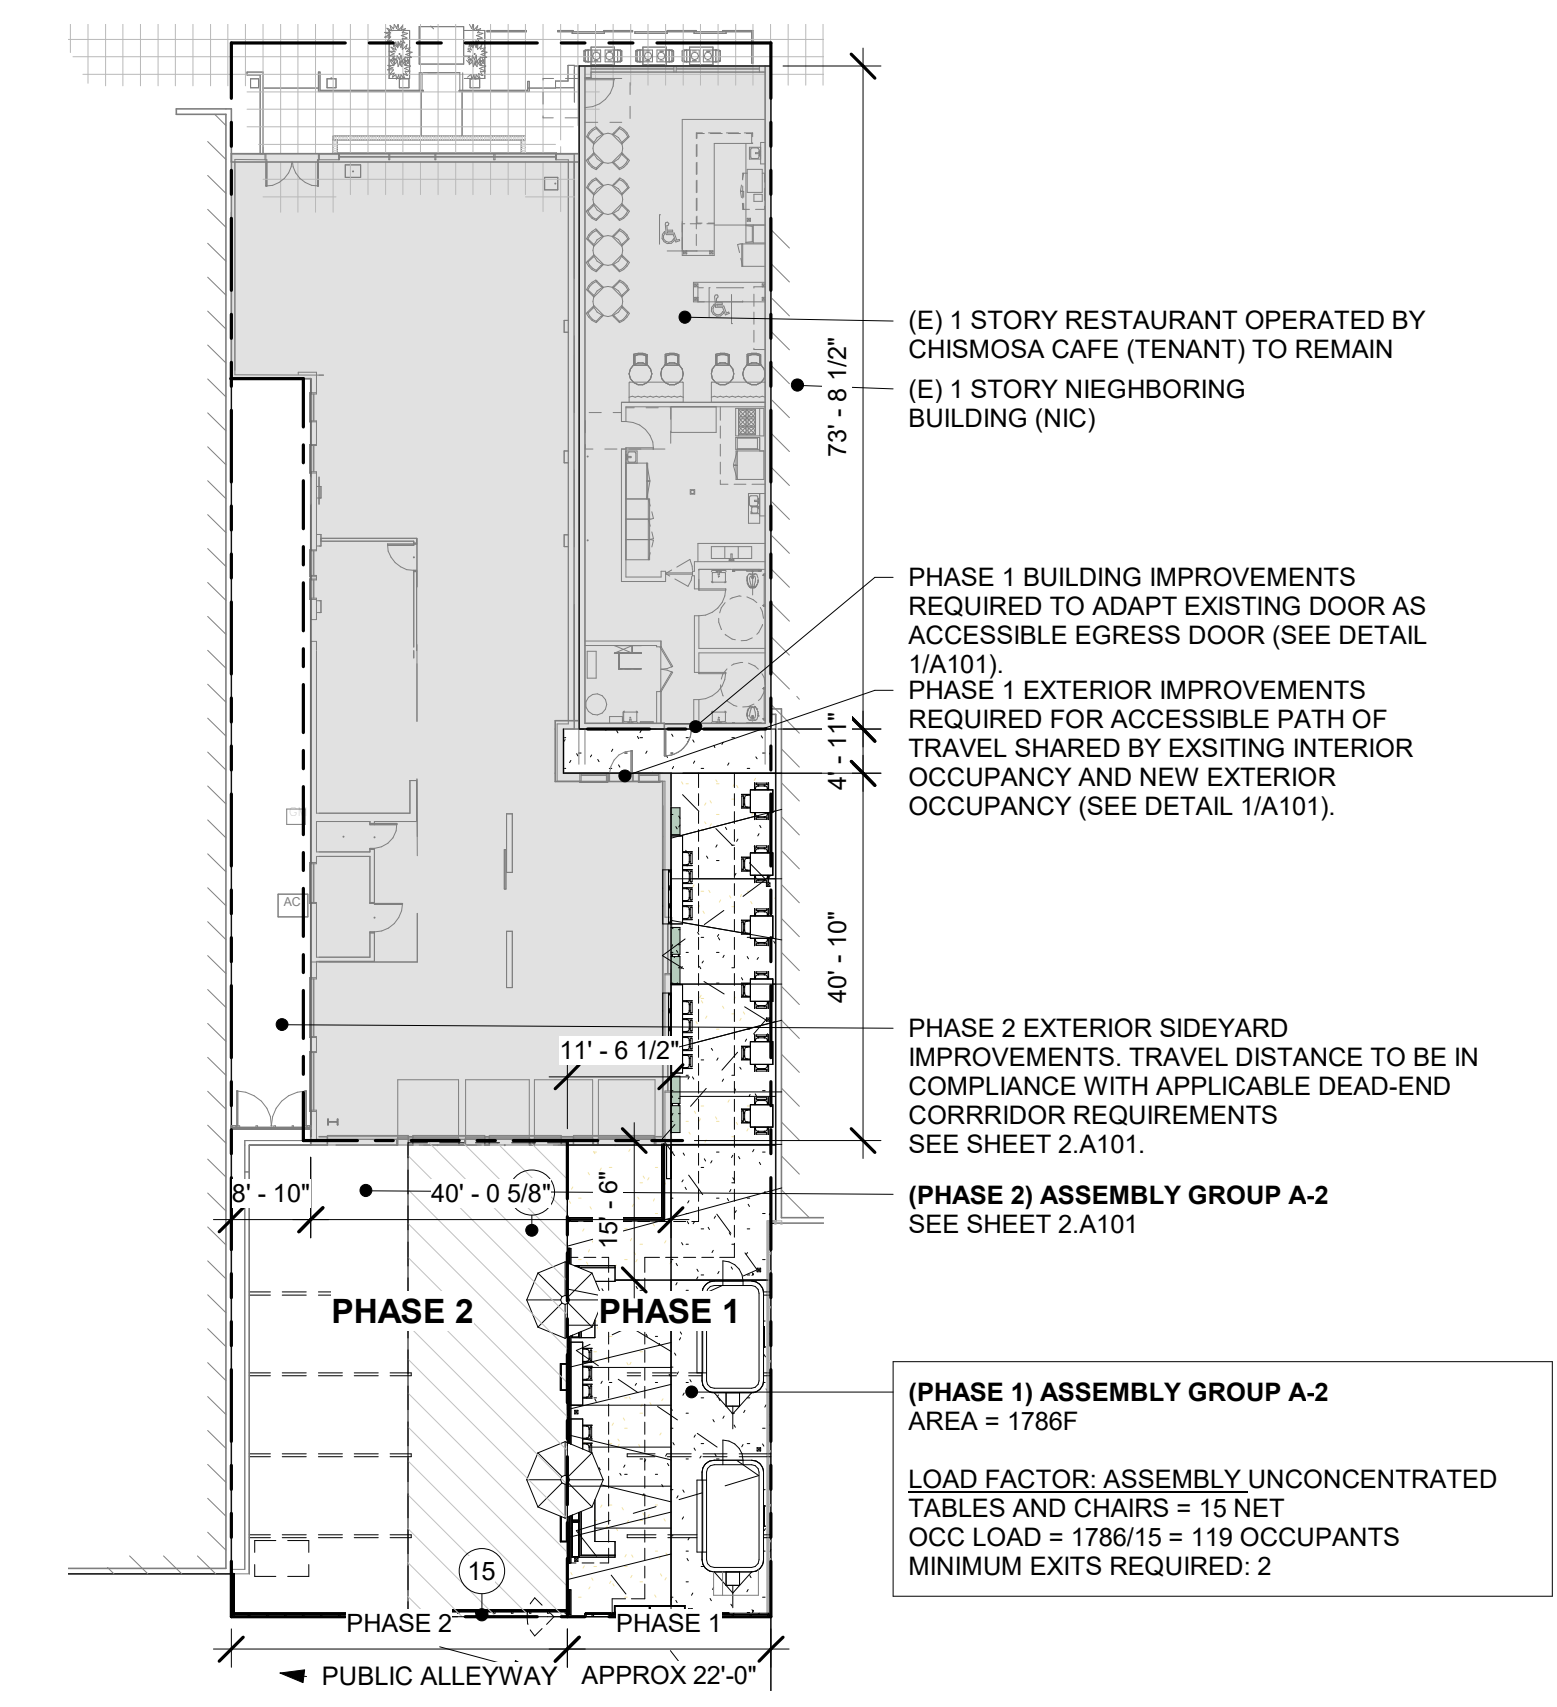 (E) 1 STORY RESTAURANT OPERATED BY
CHISMOSA CAFE (TENANT) TO REMAIN
(E) 1 STORY NIEGHBORING
BUILDING (NIC)
73' - 8 1/2"
PHASE 1 BUILDING IMPROVEMENTS
REQUIRED TO ADAPT EXISTING DOOR AS
ACCESSIBLE EGRESS DOOR (SEE DETAIL
1/A101).
PHASE 1 EXTERIOR IMPROVEMENTS
REQUIRED FOR ACCESSIBLE PATH OF
TRAVEL SHARED BY EXSITING INTERIOR
OCCUPANCY AND NEW EXTERIOR
OCCUPANCY (SEE DETAIL 1/A101).
4' - 11"
AC
40' - 10"
11' - 6 1/2"
PHASE 2 EXTERIOR SIDEYARD
IMPROVEMENTS. TRAVEL DISTANCE TO BE IN
COMPLIANCE WITH APPLICABLE DEAD-END
CORRRIDOR REQUIREMENTS
SEE SHEET 2.A101.
8' - 10"
40' - 0 5/8"
15' - 6"
(PHASE 2) ASSEMBLY GROUP A-2
SEE SHEET 2.A101
PHASE 2
PHASE 1
(PHASE 1) ASSEMBLY GROUP A-2
AREA = 1786F
LOAD FACTOR: ASSEMBLY UNCONCENTRATED
TABLES AND CHAIRS = 15 NET
OCC LOAD = 1786/15 = 119 OCCUPANTS
MINIMUM EXITS REQUIRED: 2
15
PHASE 2
PHASE 1
PUBLIC ALLEYWAY
APPROX 22'-0"